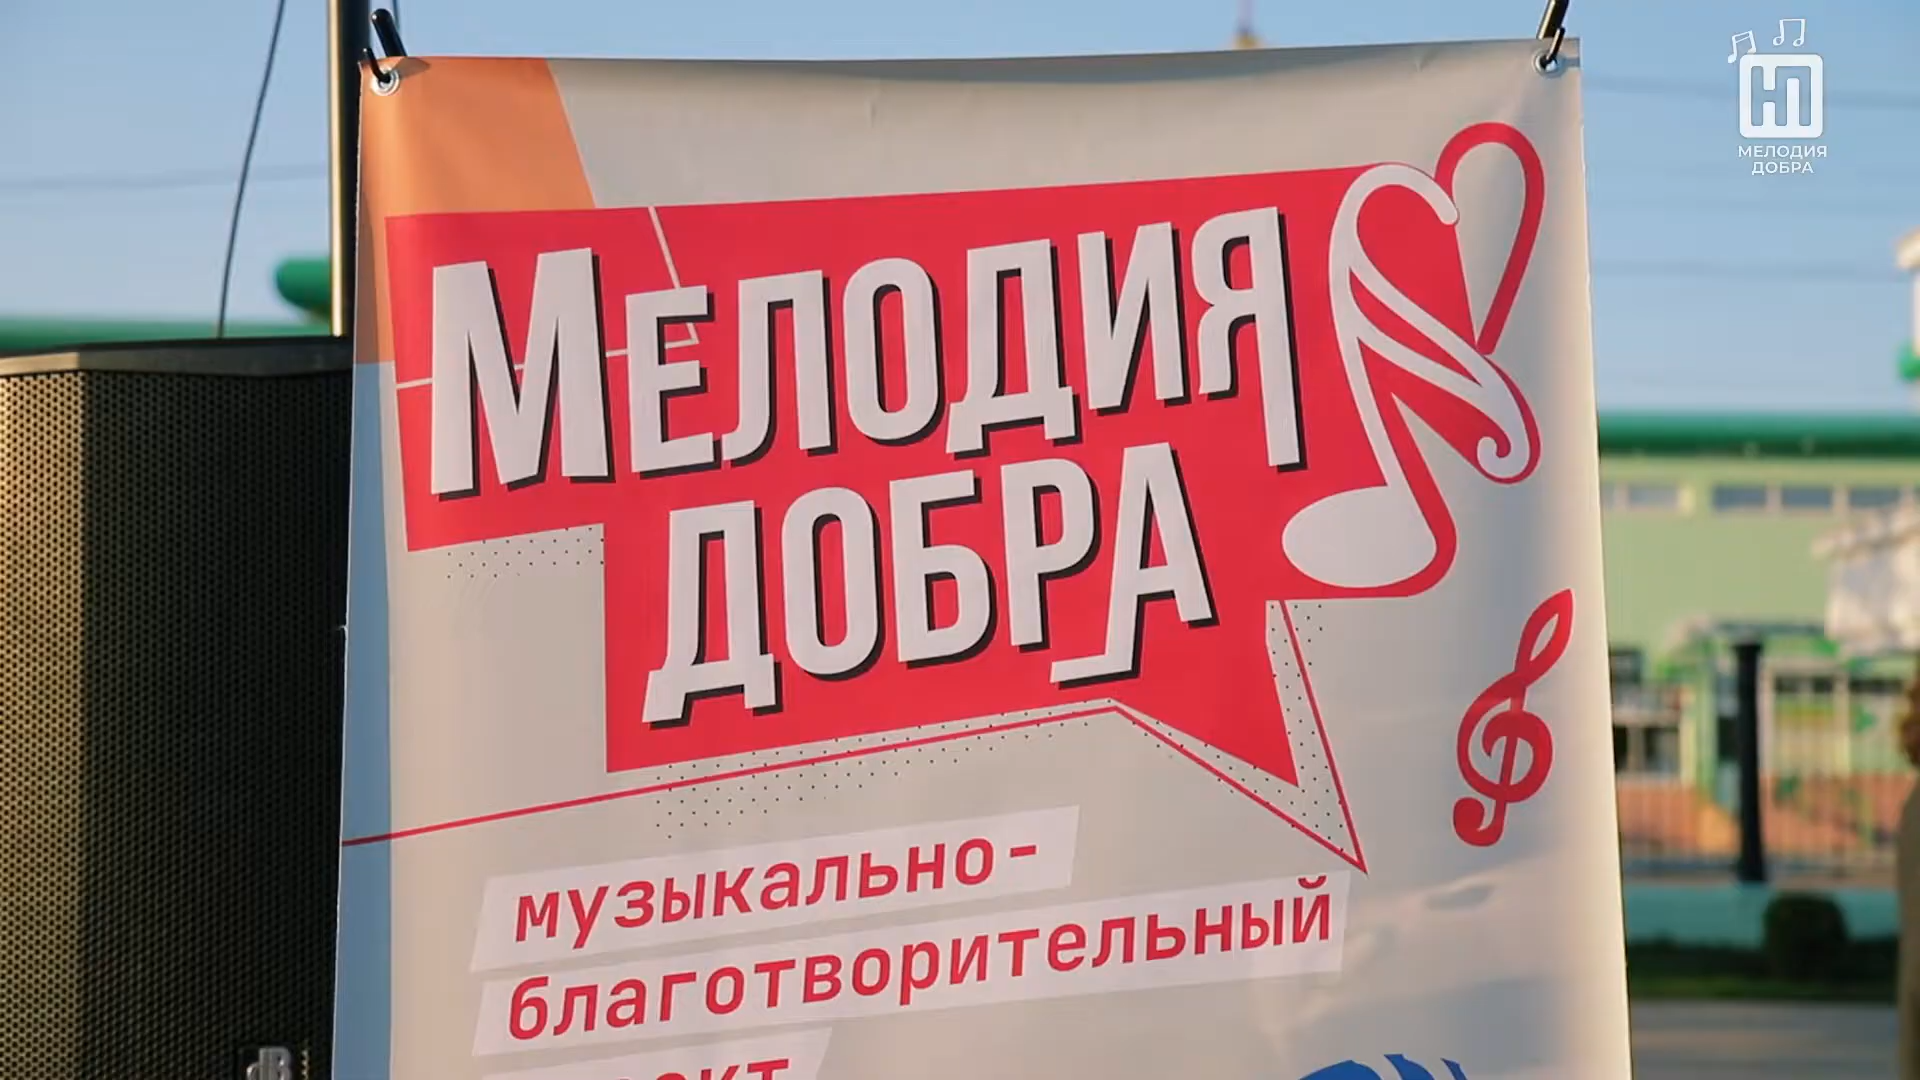 МЕЛОДИЯ
ДОБРА
МЕЛОДИЯ
ДОБРА
музыкально-
благотворительный